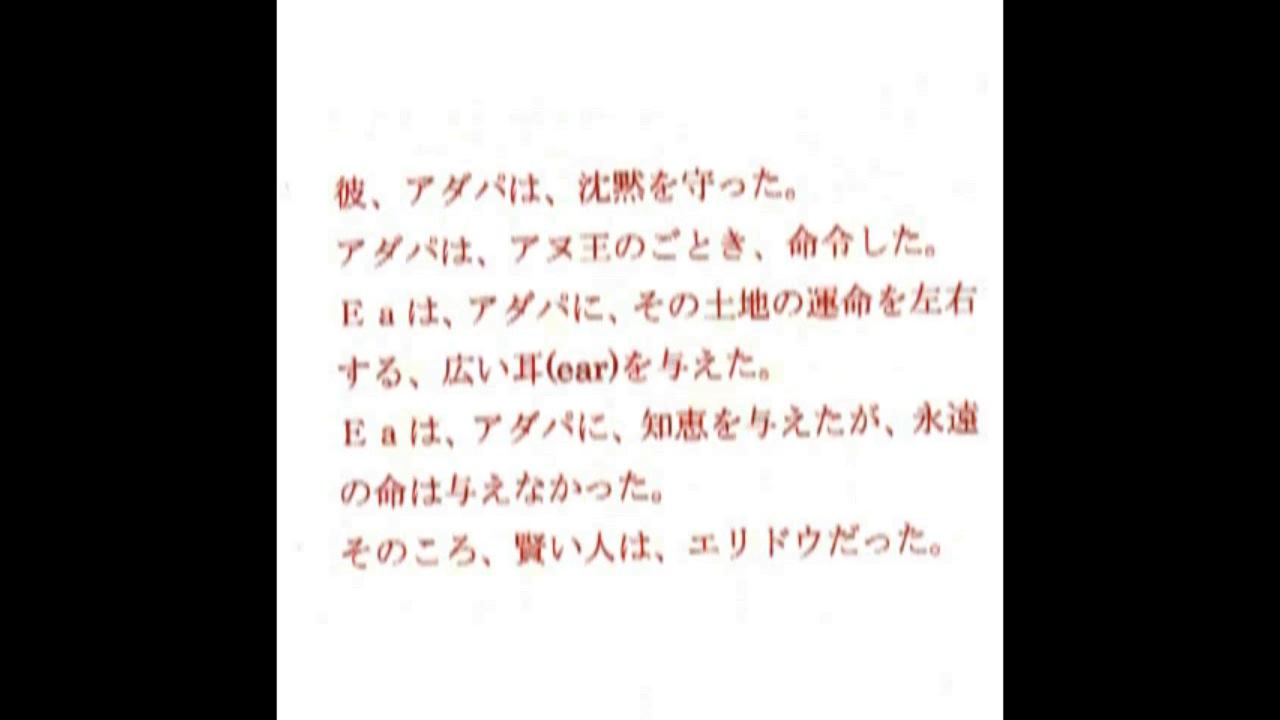 彼、アダパは、沈黙を守った。
アダパは、アヌ王のごとき、命令した。
Ｅａは、アダパに、その土地の運命を左右
する、広い耳(ear)を与えた。
Ｅａは、アダパに、知恵を与えたが、永遠
の命は与えなかった。
そのころ、賢い人は、エリドウだった。